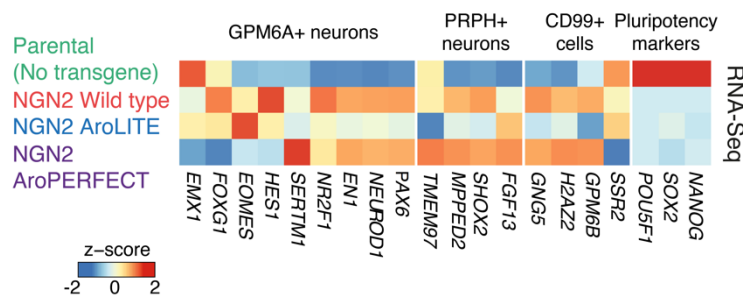 GPM6A+ neurons
PRPH+
neurons
CD99+
cells
Pluripotency
markers
Parental
(No transgene)
NGN2 Wild type
NGN2 AroLITE
NGN2
AroPERFECT
RNA-Seq
EMX1
FOXG1
EOMES
HES1
SERTM1
NR2F1
EN1
NEUROD1
PAX6
TMEM97
MPPED2
SHOX2
FGF13
GNG5
H2AZ2
GPM6B
SSR2
POU5F1
SOX2
NANOG
z-score
-2 0 2